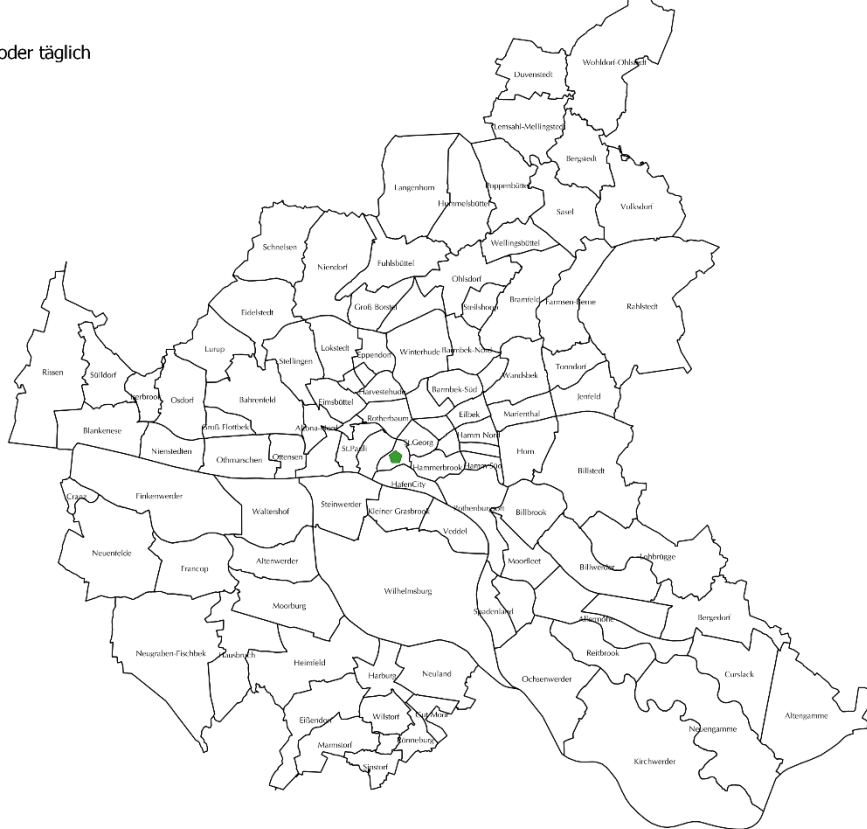 oder täglich
Wohldorf-Ohlstedt
Duvenstedt
Lemsahl-Mellingstedt
Bergstedt
Langenhorn
Poppenbüttel
Hummelsbüttel
Volksdorf
Sasel
Schnelsen
Wellingsbüttel
Niendorf
Fuhlsbüttel
Ohlsdorf
Bramfeld
Farmsen-Berne
Rahlstedt
Groß Borstel
Steilshoop
Eidelstedt
Lurup
Stellingen
Lokstedt
Eppendorf
Winterhude
Barmbek-Nord
Wandsbek
Tonndorf
Rissen
Sülldorf
Iserbrook
Osdorf
Bahrenfeld
Eimsbüttel
Harvestehude
Barmbek-Süd
Jenfeld
Marienthal
Blankenese
Groß Flottbek
Rotherbaum
Eilbek
Nienstedten
Othmarschen
Ottensen
Altona-Nord
St.Pauli
St.Georg
Hamm Nord
Horn
Billstedt
Hammerbrook
Hamm Süd
HafenCity
Cranz
Finkenwerder
Waltershof
Steinwerder
Kleiner Grasbrook
Rothenburgsort
Billbrook
Veddel
Neuenfelde
Francop
Altenwerder
Moorfleet
Billwerder
Lohbrügge
Wilhelmsburg
Moorburg
Spadenland
Allermöhe
Bergedorf
Neugraben-Fischbek
Hausbruch
Heimfeld
Harburg
Neuland
Ochsenwerder
Reitbrook
Curslack
Eißendorf
Wilstorf
Gut Moor
Altengamme
Neuengamme
Marmstorf
Rönneburg
Sinstorf
Kirchwerder